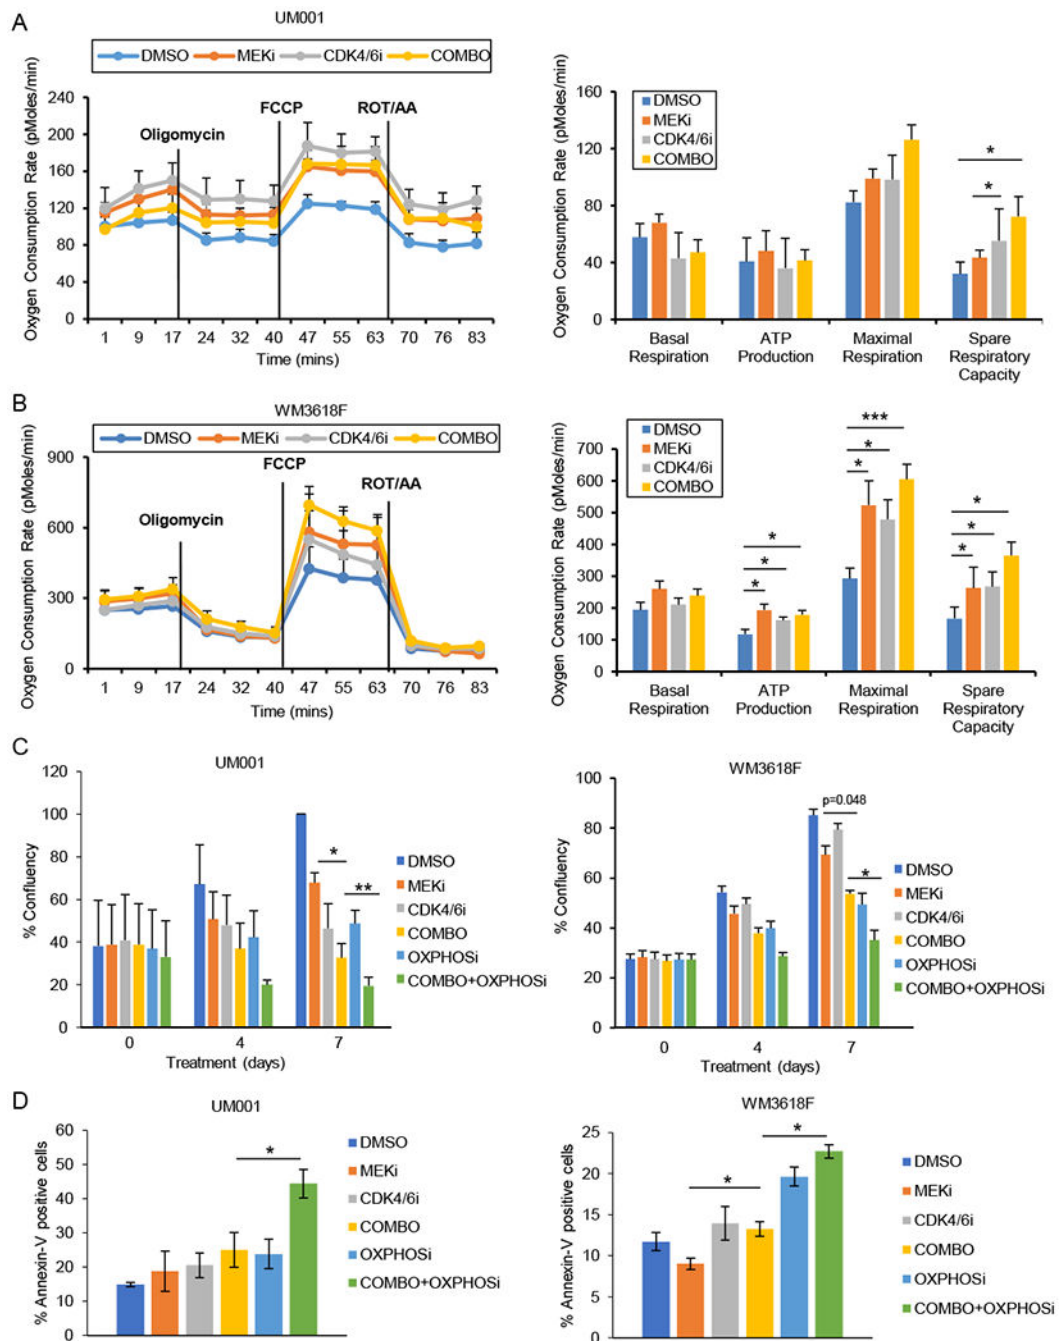 A
UM001
DMSO MEKi CDK4/6i COMBO
Oxygen Consumption Rate (pMoles/min)
240
200
160
120
80
40
0
Oligomycin
FCCP
ROT/AA
1 9 17 24 32 40 47 55 63 70 76 83
Time (mins)
Oxygen Consumption Rate (pMoles/min)
160
120
80
40
0
DMSO
MEKi
CDK4/6i
COMBO
*
*
Basal
Respiration
ATP
Production
Maximal
Respiration
Spare
Respiratory
Capacity
B
WM3618F
DMSO MEKi CDK4/6i COMBO
Oxygen Consumption Rate (pMoles/min)
900
600
300
0
Oligomycin
FCCP
ROT/AA
1 9 17 24 32 40 47 55 63 70 76 83
Time (mins)
Oxygen Consumption Rate (pMoles/min)
700
600
500
400
300
200
100
0
DMSO
MEKi
CDK4/6i
COMBO
*
*
*
***
*
*
*
*
*
Basal
Respiration
ATP
Production
Maximal
Respiration
Spare
Respiratory
Capacity
C
UM001
% Confluency
120
100
80
60
40
20
0
*
**
0 4 7
Treatment (days)
DMSO
MEKi
CDK4/6i
COMBO
OXPHOSi
COMBO+OXPHOSi
WM3618F
% Confluency
100
80
60
40
20
0
p=0.048
*
0 4 7
Treatment (days)
DMSO
MEKi
CDK4/6i
COMBO
OXPHOSi
COMBO+OXPHOSi
D
UM001
% Annexin-V positive cells
60
50
40
30
20
10
0
*
DMSO
MEKi
CDK4/6i
COMBO
OXPHOSi
COMBO+OXPHOSi
WM3618F
% Annexin-V positive cells
25
20
15
10
5
0
*
*
DMSO
MEKi
CDK4/6i
COMBO
OXPHOSi
COMBO+OXPHOSi